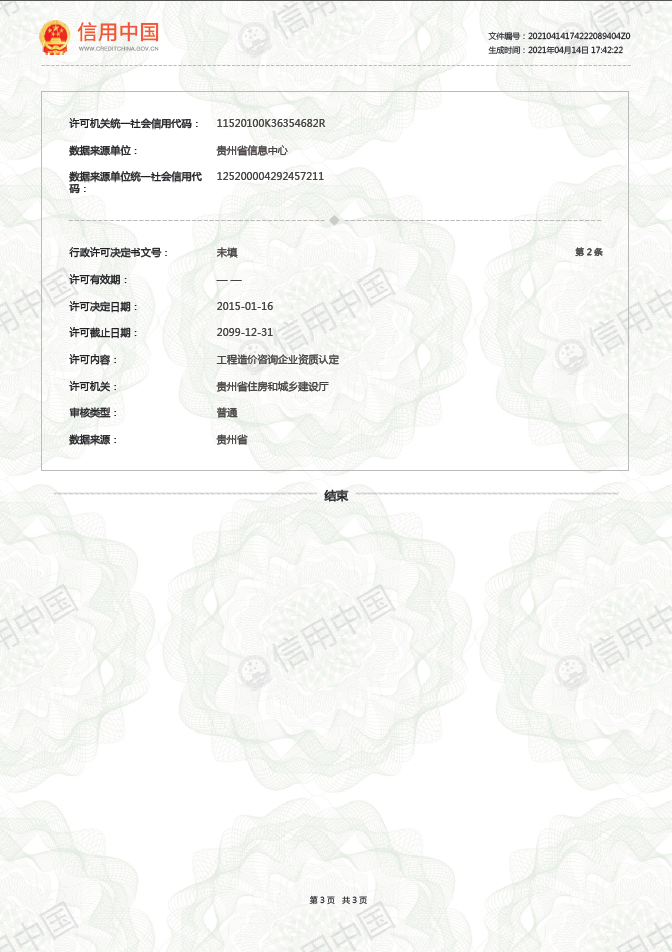 信用中国
WWW.CREDITCHINA.GOV.CN
文件编号：20210414174222089404Z0
生成时间：2021年04月14日 17:42:22
许可机关统一社会信用代码： 11520100K36354682R
数据来源单位： 贵州省信息中心
数据来源单位统一社会信用代 125200004292457211
码：
行政许可决定书文号： 未填 第 2 条
许可有效期： — —
许可决定日期： 2015-01-16
许可截止日期： 2099-12-31
许可内容： 工程造价咨询企业资质认定
许可机关： 贵州省住房和城乡建设厅
审核类型： 普通
数据来源： 贵州省
结束
第 3 页 共 3 页